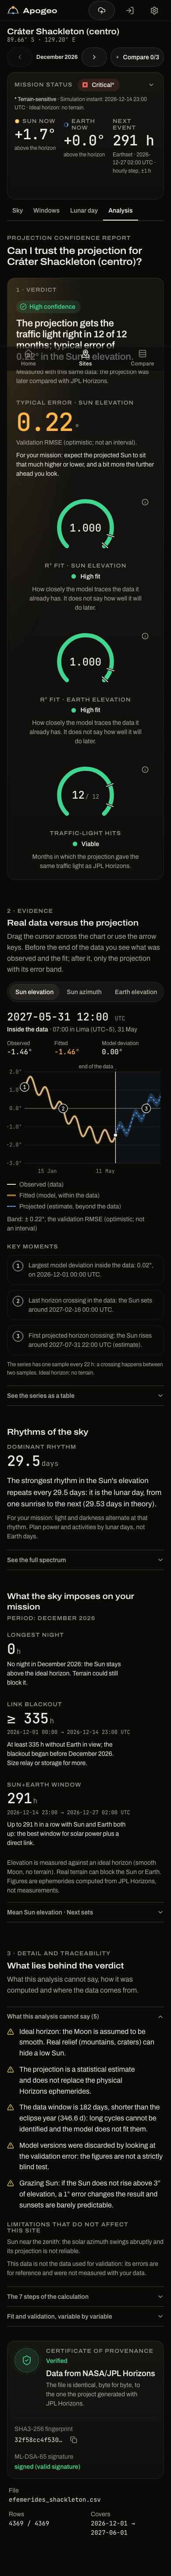 Apogeo
Cráter Shackleton (centro)
89.66° S · 129.20° E
December 2026
Compare 0/3
MISSION STATUS
Critical*
* Terrain-sensitive · Simulation instant: 2026-12-14 23:00
UTC · Ideal horizon: no terrain.
SUN NOW
+1.7°
above the horizon
EARTH NOW
+0.0°
above the horizon
NEXT EVENT
291 h
Earthset · 2026-12-27 02:00 UTC · hourly step, ±1 h
Sky
Windows
Lunar day
Analysis
PROJECTION CONFIDENCE REPORT
Can I trust the projection for
Cráter Shackleton (centro)?
1 · VERDICT
High confidence
The projection gets the
traffic light right in 12 of 12
months; typical error of
0.22° in the Sun elevation.
Home
Sites
Compare
Measured with this mission data: the projection was
later compared with JPL Horizons.
TYPICAL ERROR · SUN ELEVATION
0.22°
Validation RMSE (optimistic; not an interval).
For your mission: expect the projected Sun to sit
that much higher or lower, and a bit more the further
ahead you look.
1.000
R² FIT · SUN ELEVATION
High fit
How closely the model traces the data it
already has. It does not say how well it will
do later.
1.000
R² FIT · EARTH ELEVATION
High fit
How closely the model traces the data it
already has. It does not say how well it will
do later.
12 / 12
TRAFFIC-LIGHT HITS
Viable
Months in which the projection gave the
same traffic light as JPL Horizons.
2 · EVIDENCE
Real data versus the projection
Drag the cursor across the chart or use the arrow
keys. Before the end of the data you see what was
observed and the fit; after it, only the projection
with its error band.
Sun elevation
Sun azimuth
Earth elevation
2027-05-31 12:00 UTC
Inside the data · 07:00 in Lima (UTC−5), 31 May
Observed
-1.46°
Fitted
-1.46°
Model deviation
0.00°
end of the data
2.0°
1.0°
0.0°
-1.0°
-2.0°
-3.0°
1
2
3
15 Jan
11 May
Observed (data)
Fitted (model, within the data)
Projected (estimate, beyond the data)
Band: ± 0.22°, the validation RMSE (optimistic; not
an interval)
KEY MOMENTS
1 Largest model deviation inside the data: 0.02°,
on 2026-12-01 00:00 UTC.
2 Last horizon crossing in the data: the Sun sets
around 2027-02-16 00:00 UTC.
3 First projected horizon crossing: the Sun rises
around 2027-07-31 22:00 UTC (estimate).
The series has one sample every 22 h: a crossing happens between
two samples. Ideal horizon: no terrain.
See the series as a table
Rhythms of the sky
DOMINANT RHYTHM
29.5 days
The strongest rhythm in the Sun's elevation
repeats every 29.5 days: it is the lunar day, from
one sunrise to the next (29.53 days in theory).
For your mission: light and darkness alternate at that
rhythm. Plan power and activities by lunar days, not
Earth days.
See the full spectrum
What the sky imposes on your
mission
PERIOD: DECEMBER 2026
LONGEST NIGHT
0 h
No night in December 2026: the Sun stays
above the ideal horizon. Terrain could still
block it.
LINK BLACKOUT
≥ 335 h
2026-12-01 00:00 → 2026-12-14 23:00 UTC
At least 335 h without Earth in view; the
blackout began before December 2026.
Size relay or storage for more.
SUN+EARTH WINDOW
291 h
2026-12-14 23:00 → 2026-12-27 02:00 UTC
Up to 291 h in a row with Sun and Earth both
up: the best window for solar power plus a
direct link.
Elevation is measured against an ideal horizon (smooth
Moon, no terrain). Real terrain can block the Sun or Earth.
Figures are ephemerides computed from JPL Horizons,
not measurements.
Mean Sun elevation · Next sets
3 · DETAIL AND TRACEABILITY
What lies behind the verdict
What this analysis cannot say, how it was
computed and where the data comes from.
What this analysis cannot say (5)
Ideal horizon: the Moon is assumed to be
smooth. Real relief (mountains, craters) can
hide a low Sun.
The projection is a statistical estimate
and does not replace the physical
Horizons ephemerides.
The data window is 182 days, shorter than the
eclipse year (346.6 d): long cycles cannot be
identified and the model does not fit them.
Model versions were discarded by looking at
the validation error: the figures are not a strictly
blind test.
Grazing Sun: if the Sun does not rise above 3°
of elevation, a 1° error changes the result and
sunsets are barely predictable.
LIMITATIONS THAT DO NOT AFFECT
THIS SITE
Sun near the zenith: the solar azimuth swings abruptly and
its projection is not reliable.
This data is not the data used for validation: its errors are
for reference and were not measured with your data.
The 7 steps of the calculation
Fit and validation, variable by variable
CERTIFICATE OF PROVENANCE
Verified
Data from NASA/JPL Horizons
The file is identical, byte for byte, to
the one the project generated with
JPL Horizons.
SHA3-256 fingerprint
32f58cc4f530…
ML-DSA-65 signature
signed (valid signature)
File
efemerides_shackleton.csv
Rows
4369 / 4369
Covers
2026-12-01 →
2027-06-01